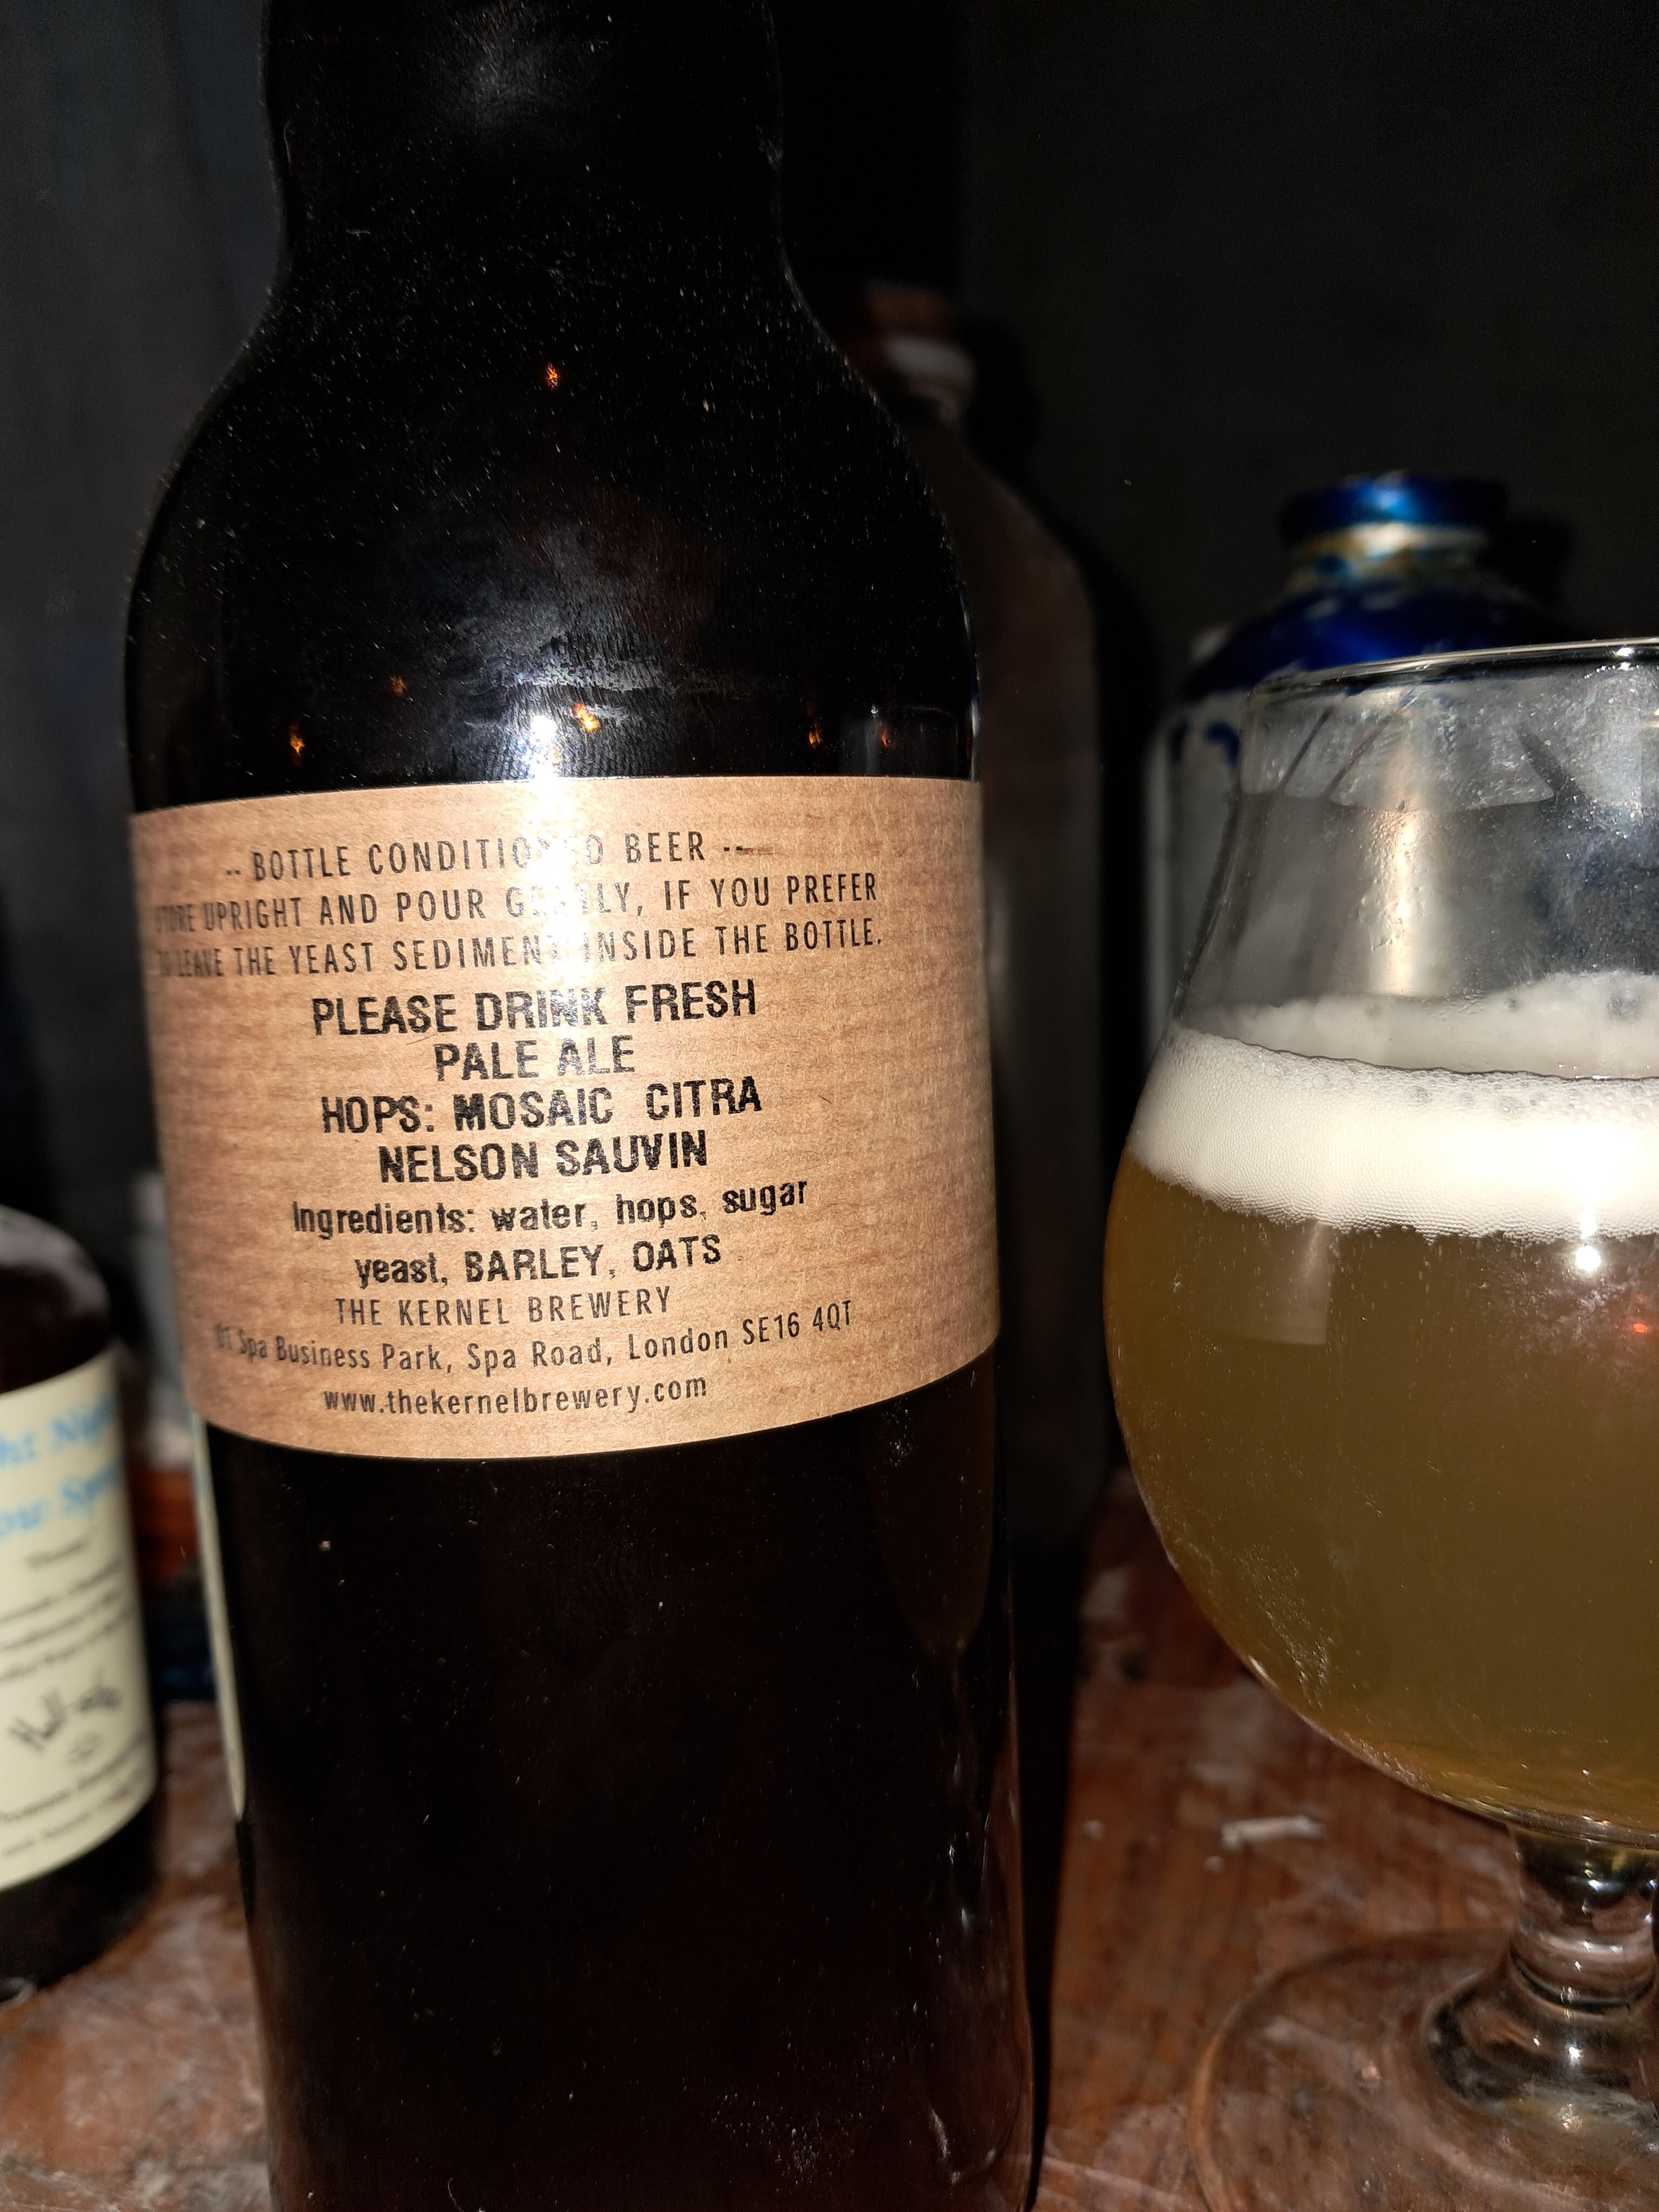 -- BOTTLE CONDITIONED BEER --
STORE UPRIGHT AND POUR GENTLY, IF YOU PREFER
TO LEAVE THE YEAST SEDIMENT INSIDE THE BOTTLE.
PLEASE DRINK FRESH
PALE ALE
HOPS: MOSAIC CITRA
NELSON SAUVIN
Ingredients: water, hops, sugar
yeast, BARLEY, OATS
THE KERNEL BREWERY
01 Spa Business Park, Spa Road, London SE16 4QT
www.thekernelbrewery.com